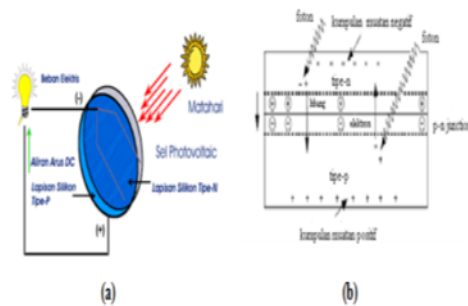 Beban Elektris
(-)
Matahari
Sel Photovoltaic
Aliran Arus DC
Lapisan Silikon
Tipe-P
Lapisan Silikon Tipe-N
(+)
(a)
foton
kumpulan muatan negatif
foton
tipe-n
lubang
elektron
p-n junction
tipe-p
kumpulan muatan positif
(b)